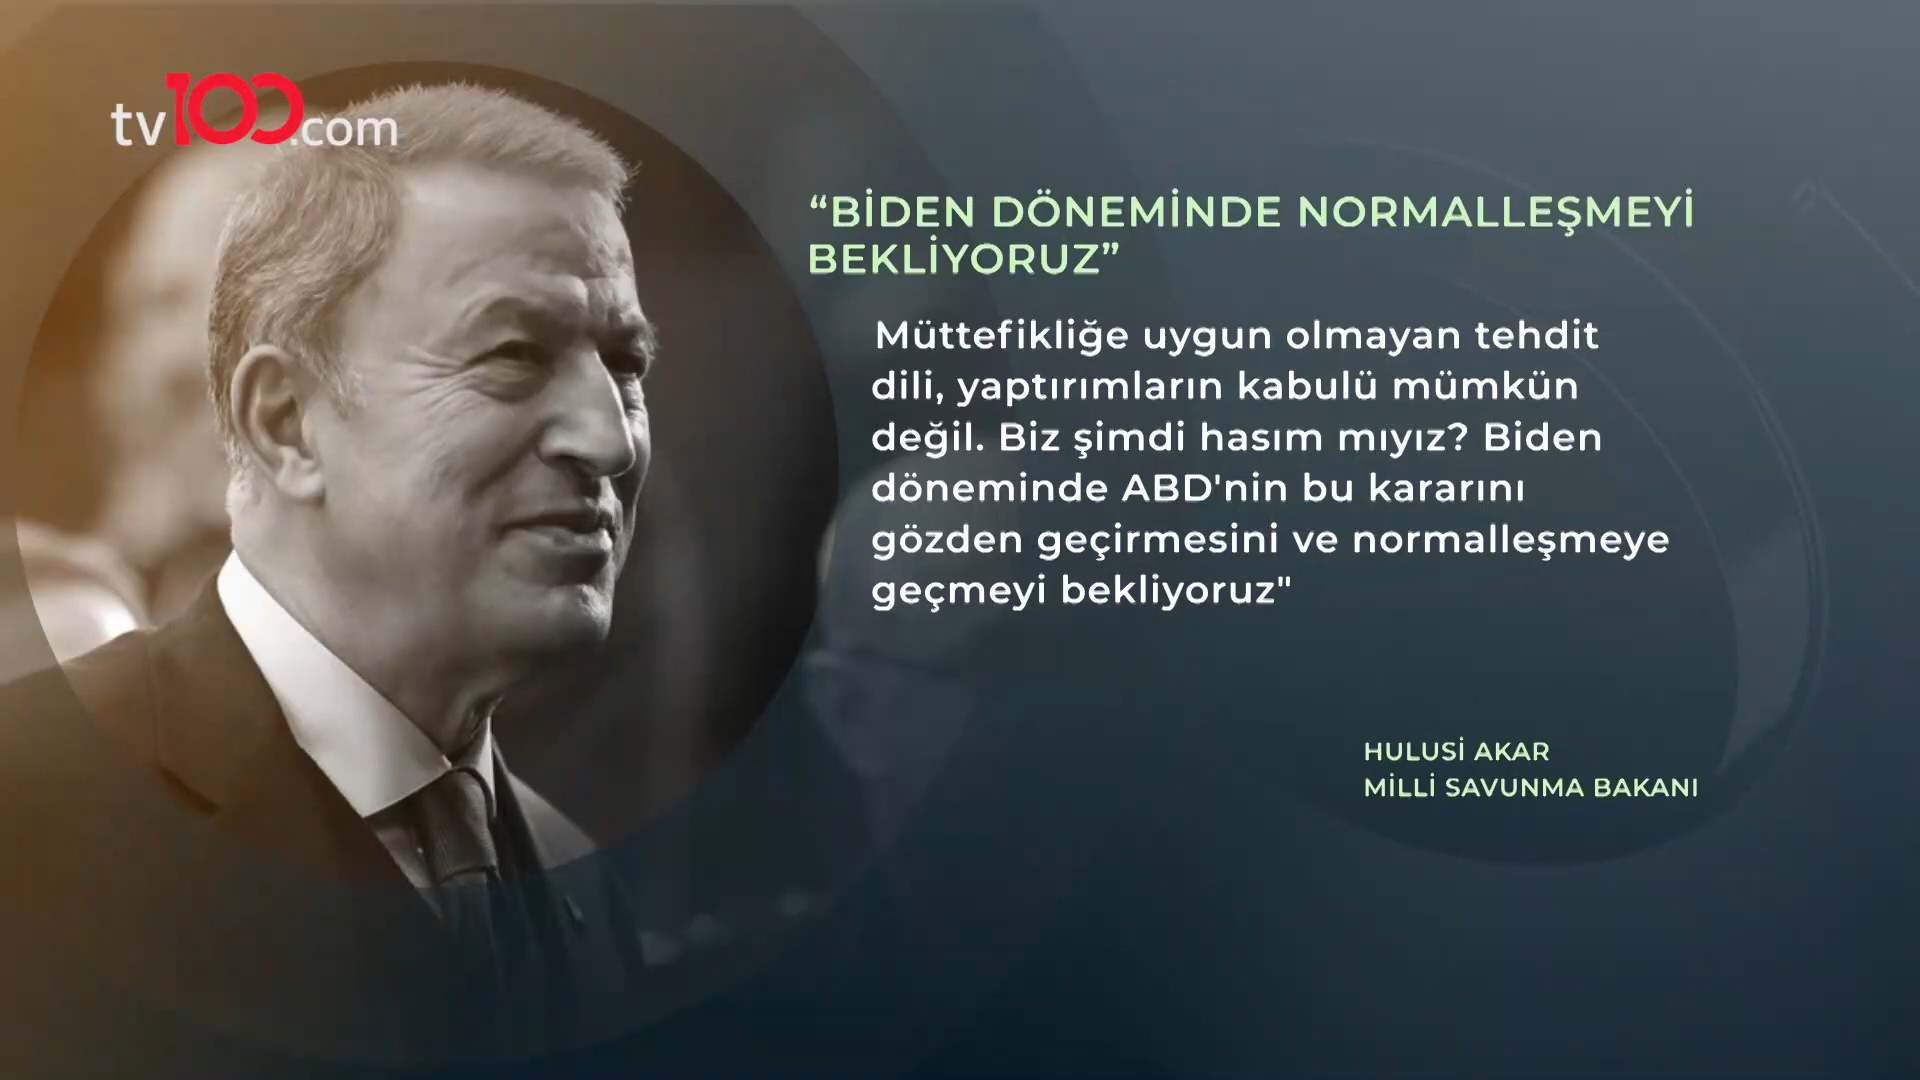 tv100.com
“BİDEN DÖNEMİNDE NORMALLEŞMEYİ
BEKLİYORUZ”
Müttefikliğe uygun olmayan tehdit
dili, yaptırımların kabulü mümkün
değil. Biz şimdi hasım mıyız? Biden
döneminde ABD'nin bu kararını
gözden geçirmesini ve normalleşmeye
geçmeyi bekliyoruz"
HULUSİ AKAR
MİLLİ SAVUNMA BAKANI